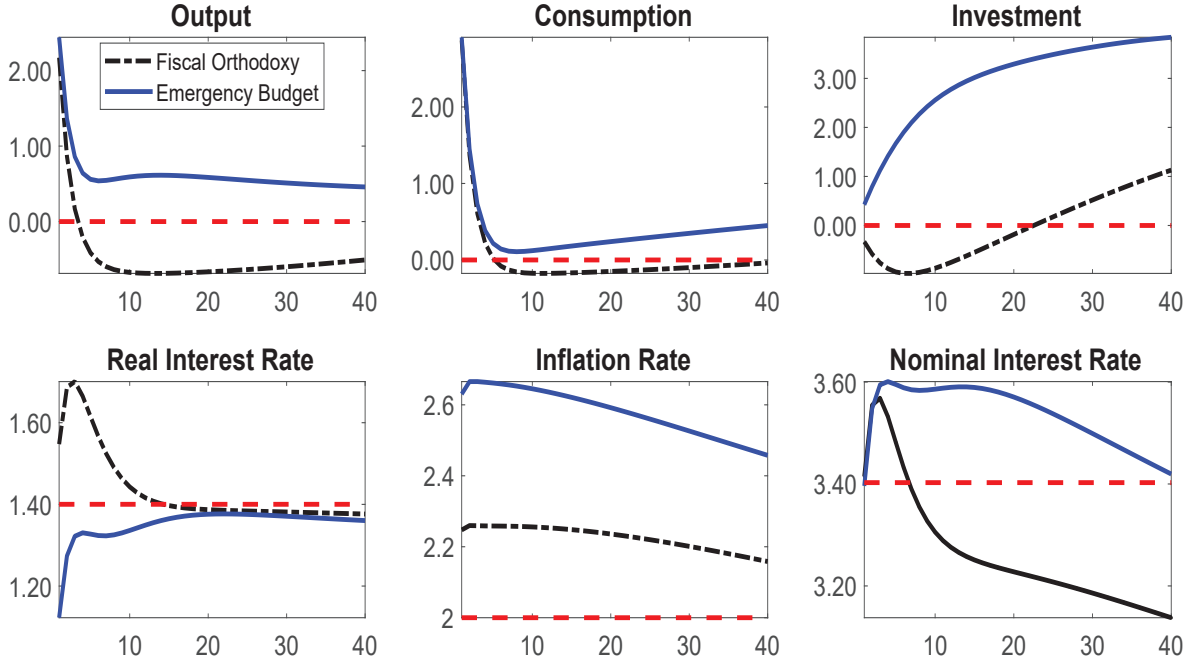 Output
Consumption
Investment
Fiscal Orthodoxy
Emergency Budget
2.00
1.00
0.00
10 20 30 40
2.00
1.00
0.00
10 20 30 40
3.00
2.00
1.00
0.00
10 20 30 40
Real Interest Rate
Inflation Rate
Nominal Interest Rate
1.60
1.40
1.20
10 20 30 40
2.6
2.4
2.2
2
10 20 30 40
3.60
3.40
3.20
10 20 30 40